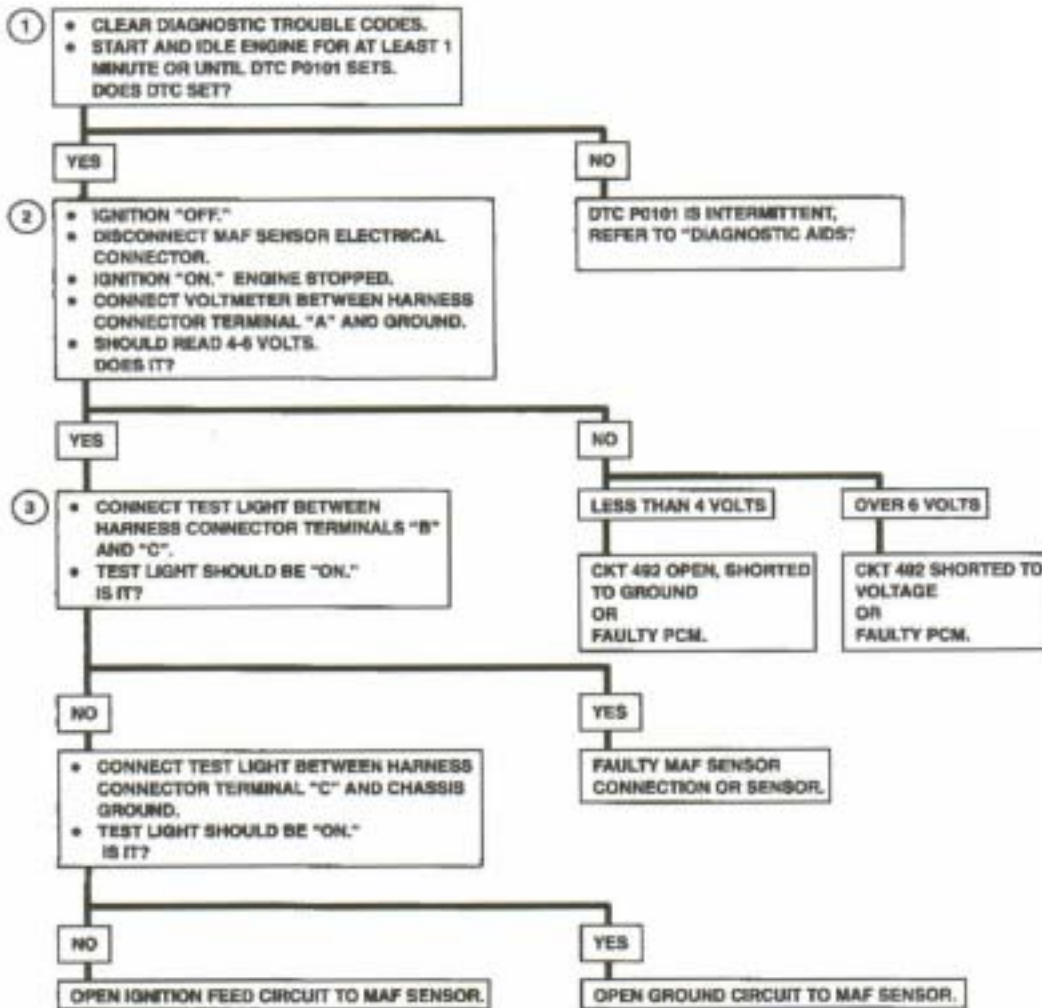 1
• CLEAR DIAGNOSTIC TROUBLE CODES.
• START AND IDLE ENGINE FOR AT LEAST 1
MINUTE OR UNTIL DTC P0101 SETS.
DOES DTC SET?
YES
NO
2
• IGNITION "OFF."
• DISCONNECT MAF SENSOR ELECTRICAL
CONNECTOR.
• IGNITION "ON." ENGINE STOPPED.
• CONNECT VOLTMETER BETWEEN HARNESS
CONNECTOR TERMINAL "A" AND GROUND.
• SHOULD READ 4-6 VOLTS.
DOES IT?
DTC P0101 IS INTERMITTENT,
REFER TO "DIAGNOSTIC AIDS".
YES
NO
3
• CONNECT TEST LIGHT BETWEEN
HARNESS CONNECTOR TERMINALS "B"
AND "C".
• TEST LIGHT SHOULD BE "ON."
IS IT?
LESS THAN 4 VOLTS
OVER 6 VOLTS
CKT 492 OPEN, SHORTED
TO GROUND
OR
FAULTY PCM.
CKT 492 SHORTED TO
VOLTAGE
OR
FAULTY PCM.
NO
YES
• CONNECT TEST LIGHT BETWEEN HARNESS
CONNECTOR TERMINAL "C" AND CHASSIS
GROUND.
• TEST LIGHT SHOULD BE "ON."
IS IT?
FAULTY MAF SENSOR
CONNECTION OR SENSOR.
NO
YES
OPEN IGNITION FEED CIRCUIT TO MAF SENSOR.
OPEN GROUND CIRCUIT TO MAF SENSOR.